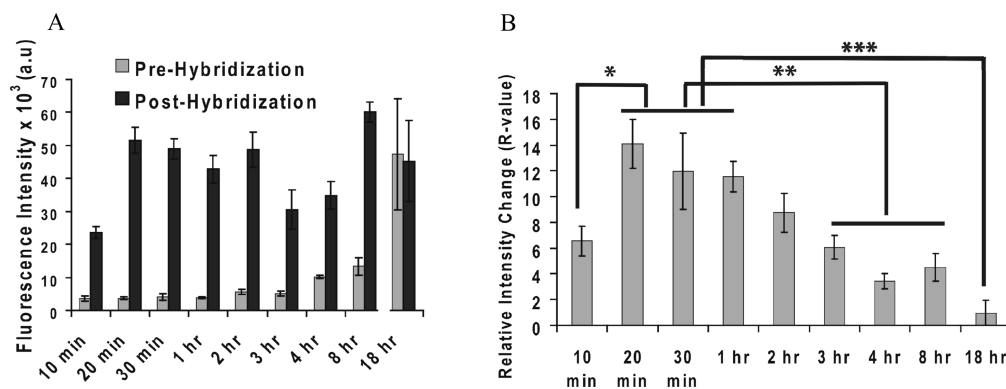 A
Fluorescence Intensity x 10³ (a.u)
70
60
50
40
30
20
10
0
Pre-Hybridization
Post-Hybridization
10 min
20 min
30 min
1 hr
2 hr
3 hr
4 hr
8 hr
18 hr
B
Relative Intensity Change (R-value)
18
16
14
12
10
8
6
4
2
0
*
**
***
10 min
20 min
30 min
1 hr
2 hr
3 hr
4 hr
8 hr
18 hr